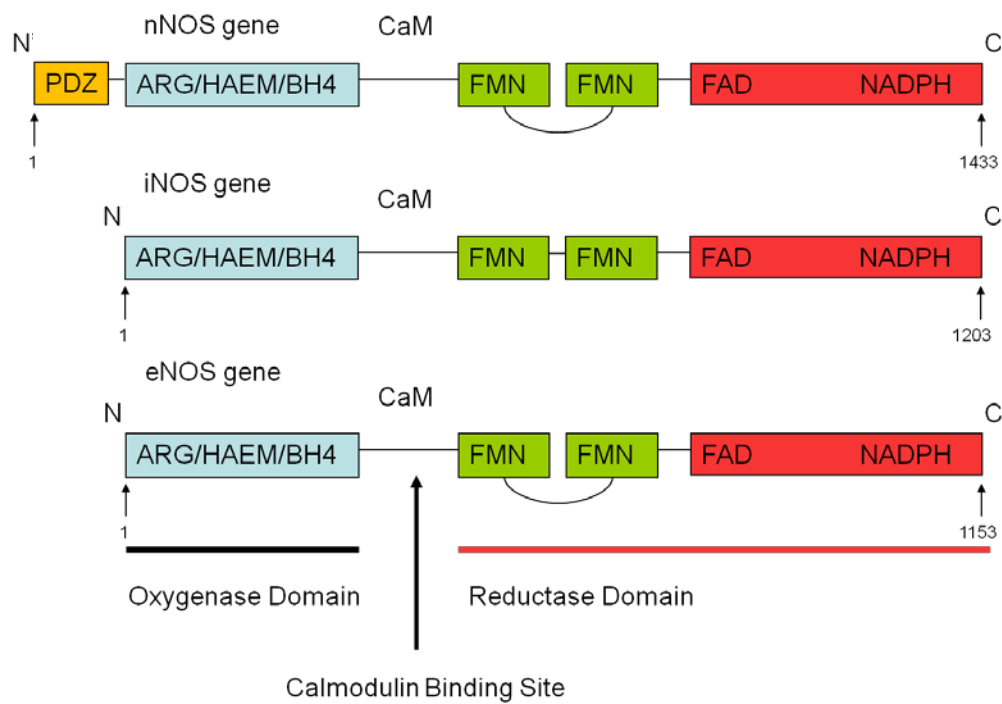 nNOS gene CaM
N' C
PDZ ARG/HAEM/BH4 FMN FMN FAD NADPH
1 1433
iNOS gene
N CaM C
ARG/HAEM/BH4 FMN FMN FAD NADPH
1 1203
eNOS gene
N CaM C
ARG/HAEM/BH4 FMN FMN FAD NADPH
1 1153
Oxygenase Domain Reductase Domain
Calmodulin Binding Site